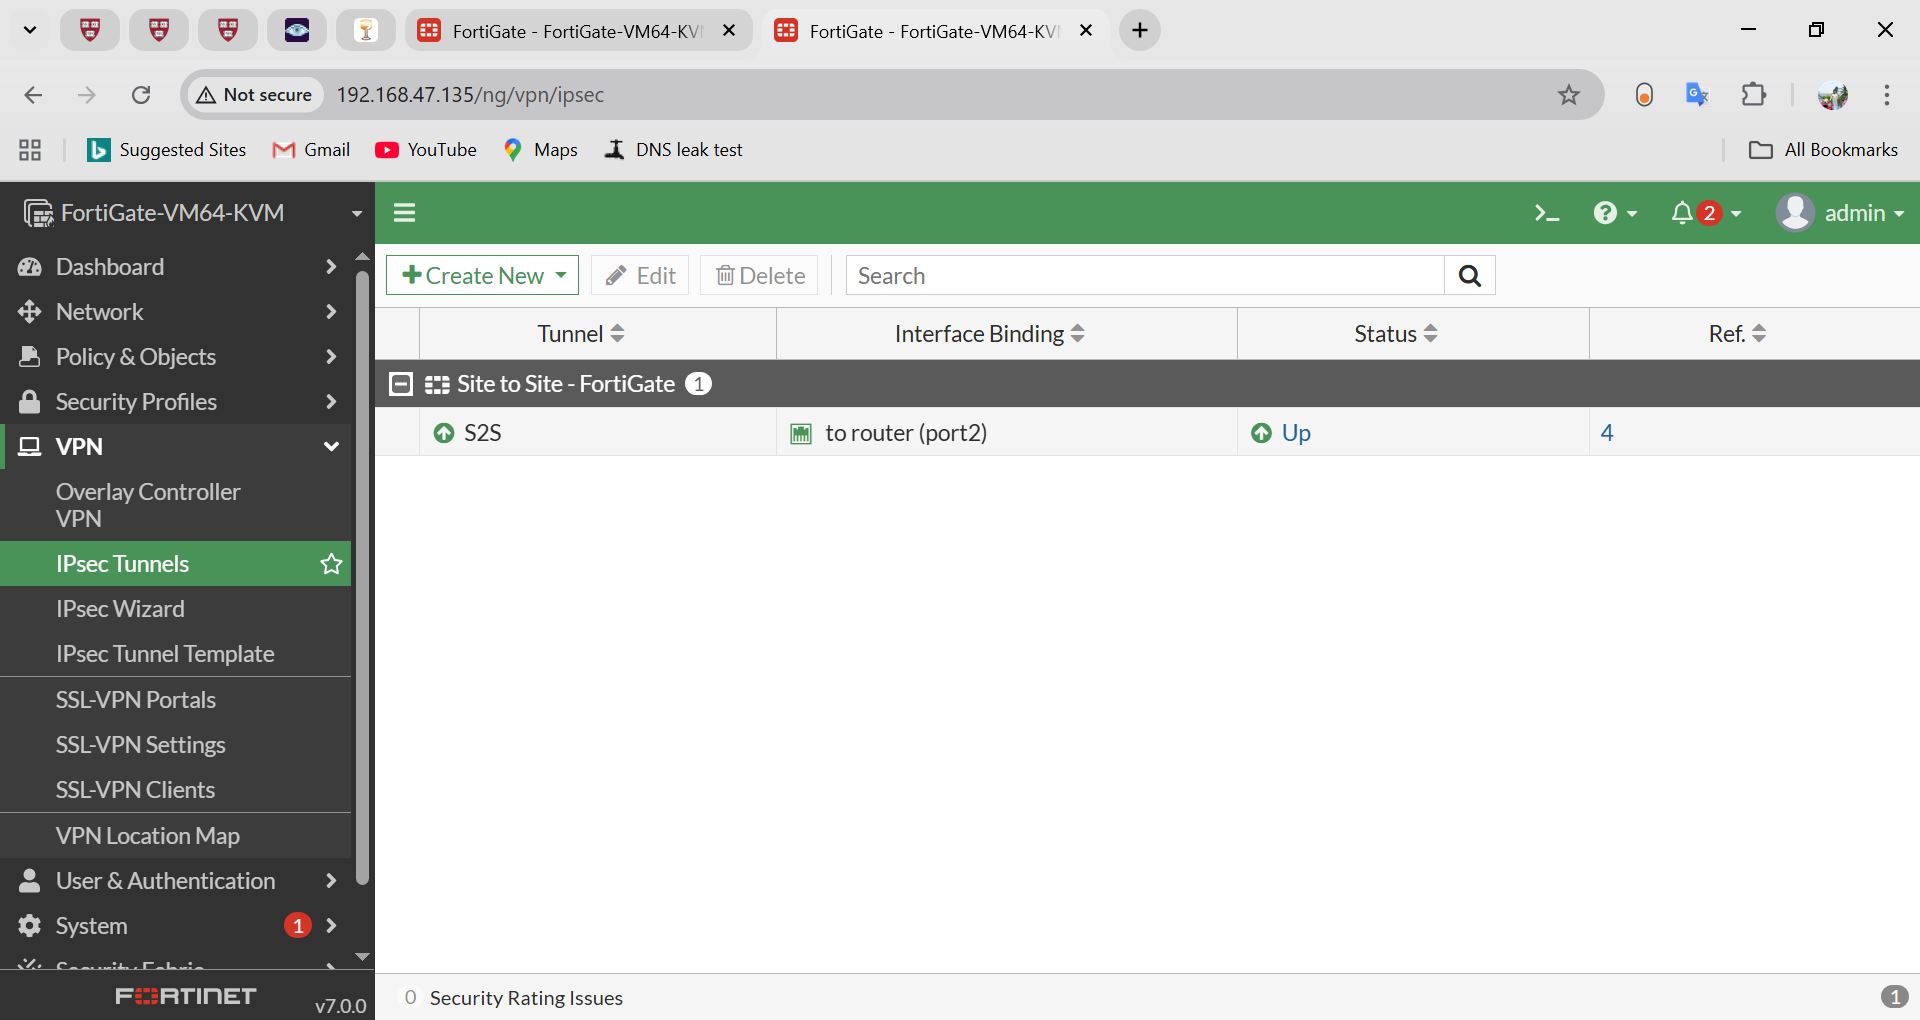 FortiGate - FortiGate-VM64-KV
FortiGate - FortiGate-VM64-KV
Not secure
192.168.47.135/ng/vpn/ipsec
Suggested Sites
Gmail
YouTube
Maps
DNS leak test
All Bookmarks
FortiGate-VM64-KVM
2
admin
Dashboard
Network
Policy & Objects
Security Profiles
VPN
Overlay Controller
VPN
IPsec Tunnels
IPsec Wizard
IPsec Tunnel Template
SSL-VPN Portals
SSL-VPN Settings
SSL-VPN Clients
VPN Location Map
User & Authentication
System 1
Security Fabric
FORTINET
v7.0.0
Create New
Edit
Delete
Search
Tunnel Interface Binding Status Ref.
Site to Site - FortiGate 1
S2S to router (port2) Up 4
0 Security Rating Issues
1